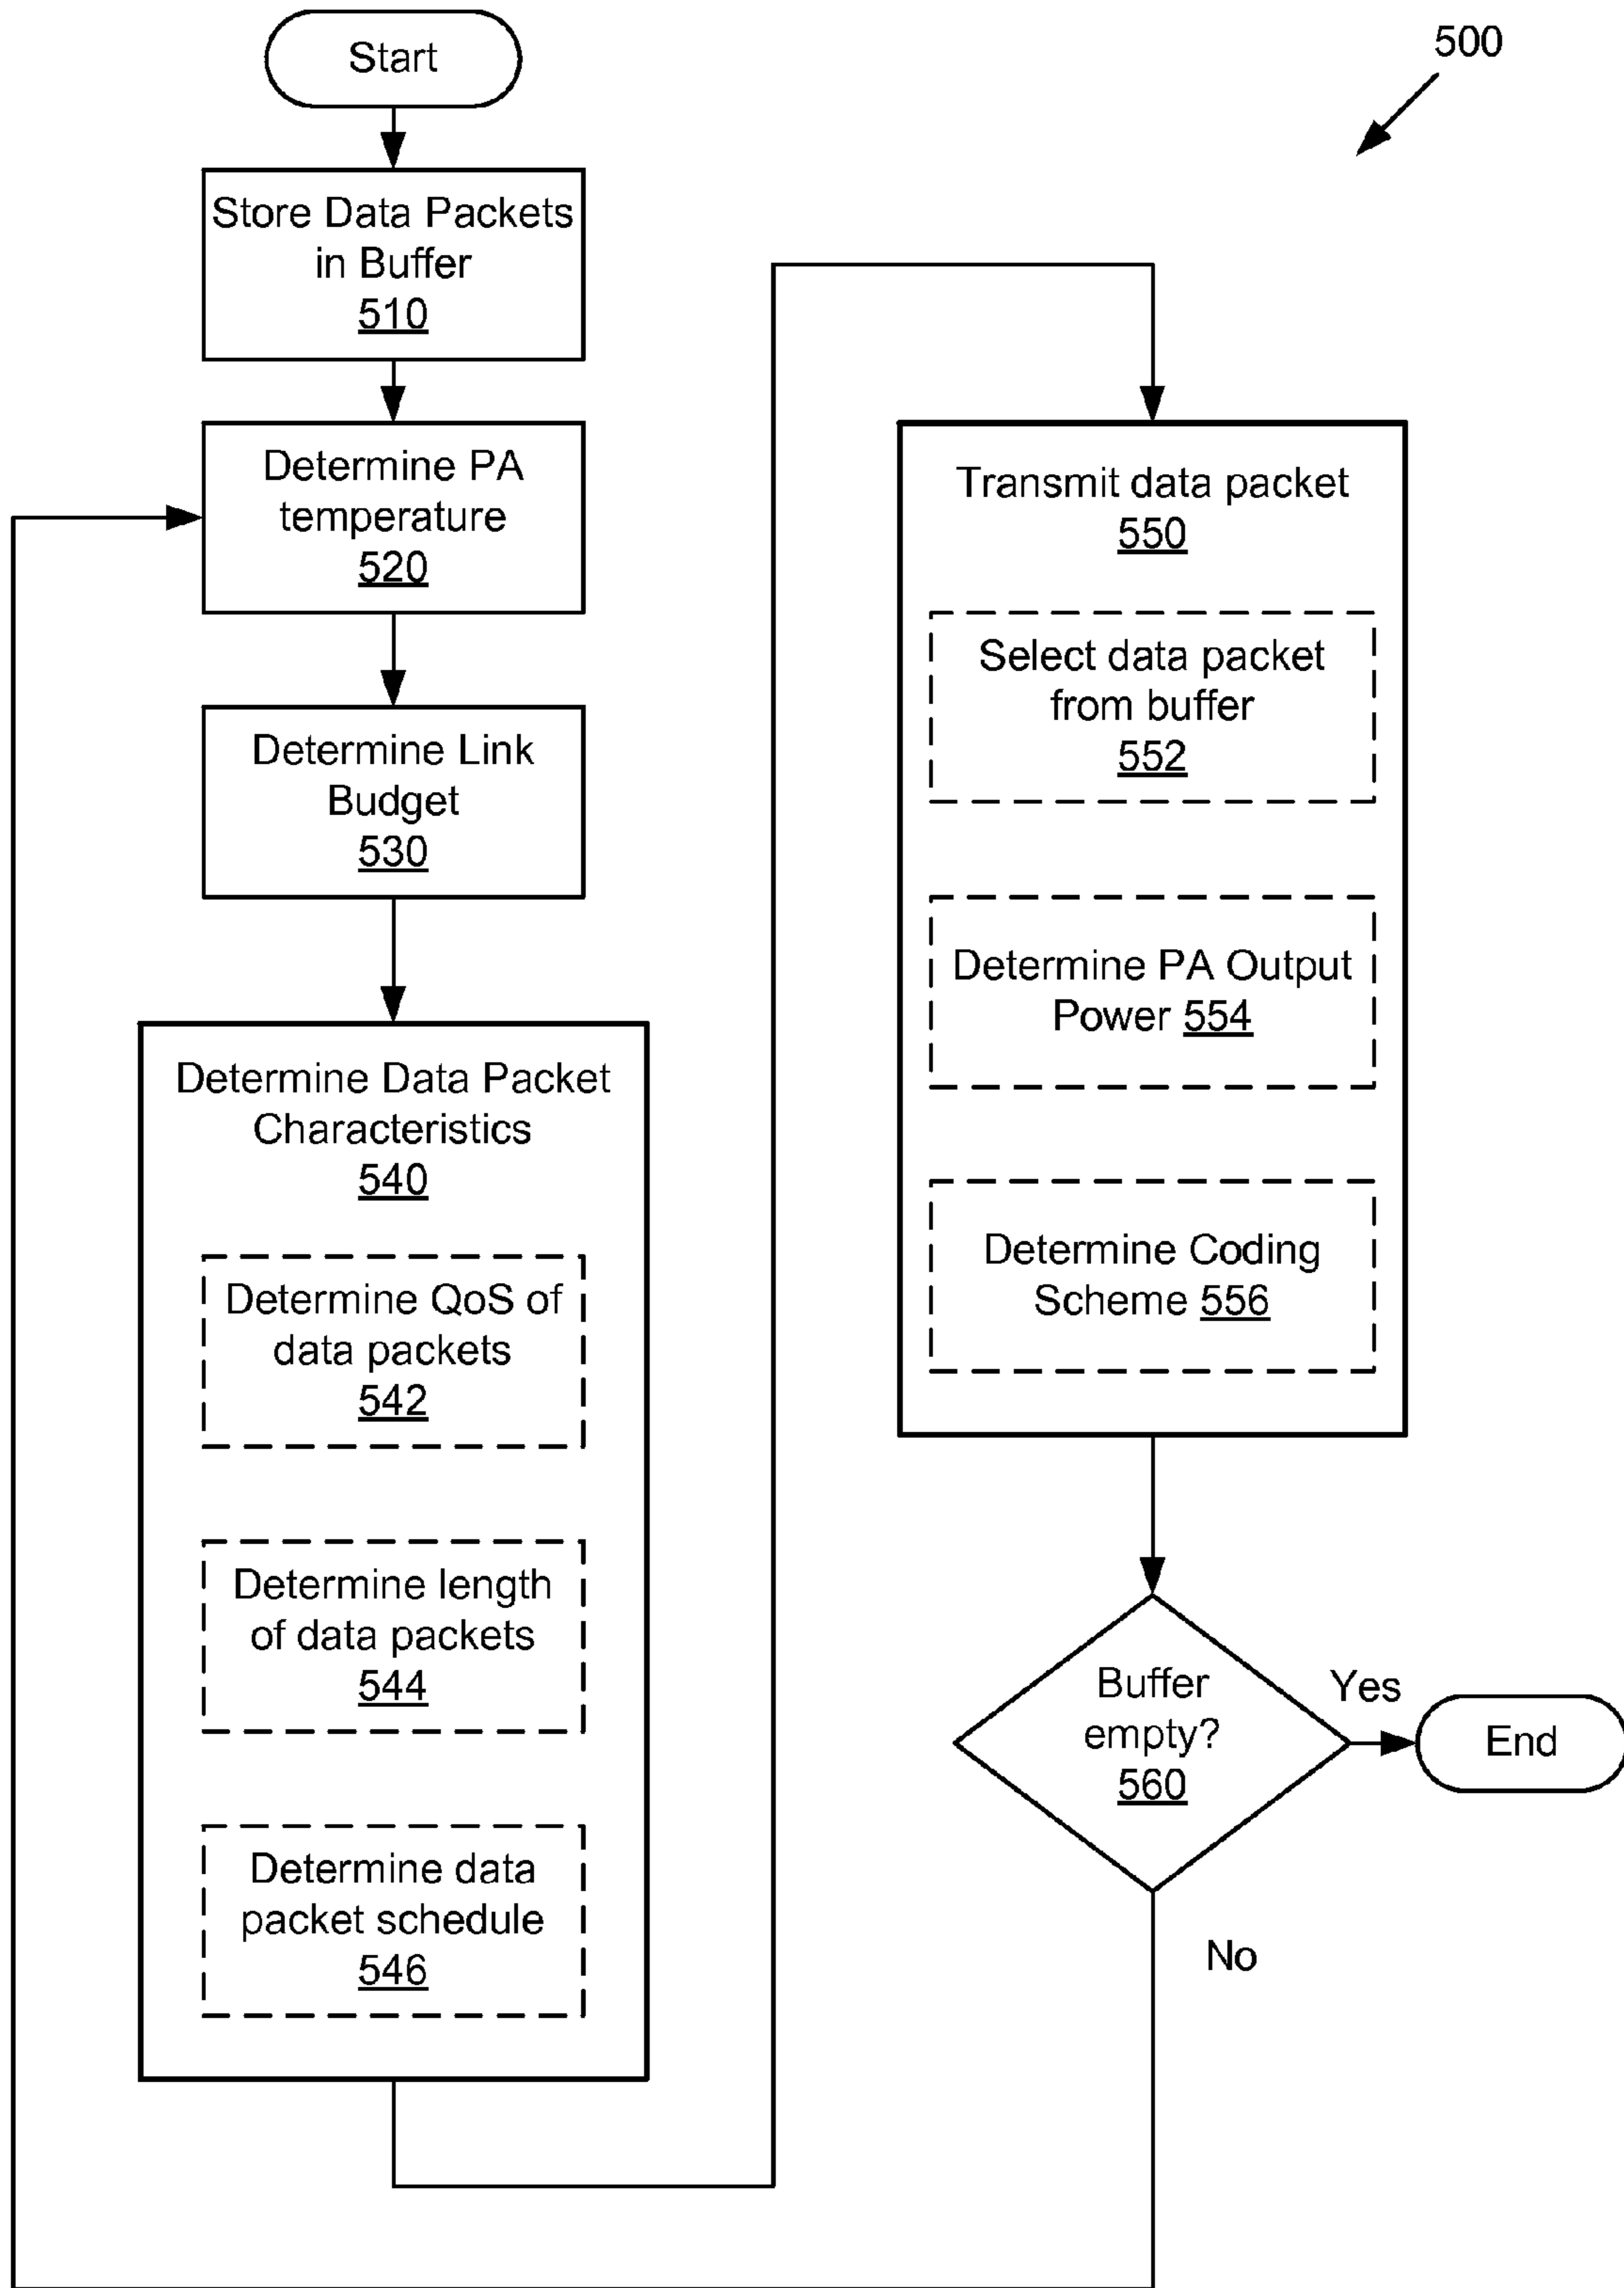 Start
500
Store Data Packets
in Buffer
510
Determine PA
temperature
520
Determine Link
Budget
530
Determine Data Packet
Characteristics
540
Determine QoS of
data packets
542
Determine length
of data packets
544
Determine data
packet schedule
546
Transmit data packet
550
Select data packet
from buffer
552
Determine PA Output
Power 554
Determine Coding
Scheme 556
Buffer
empty?
560
Yes
End
No